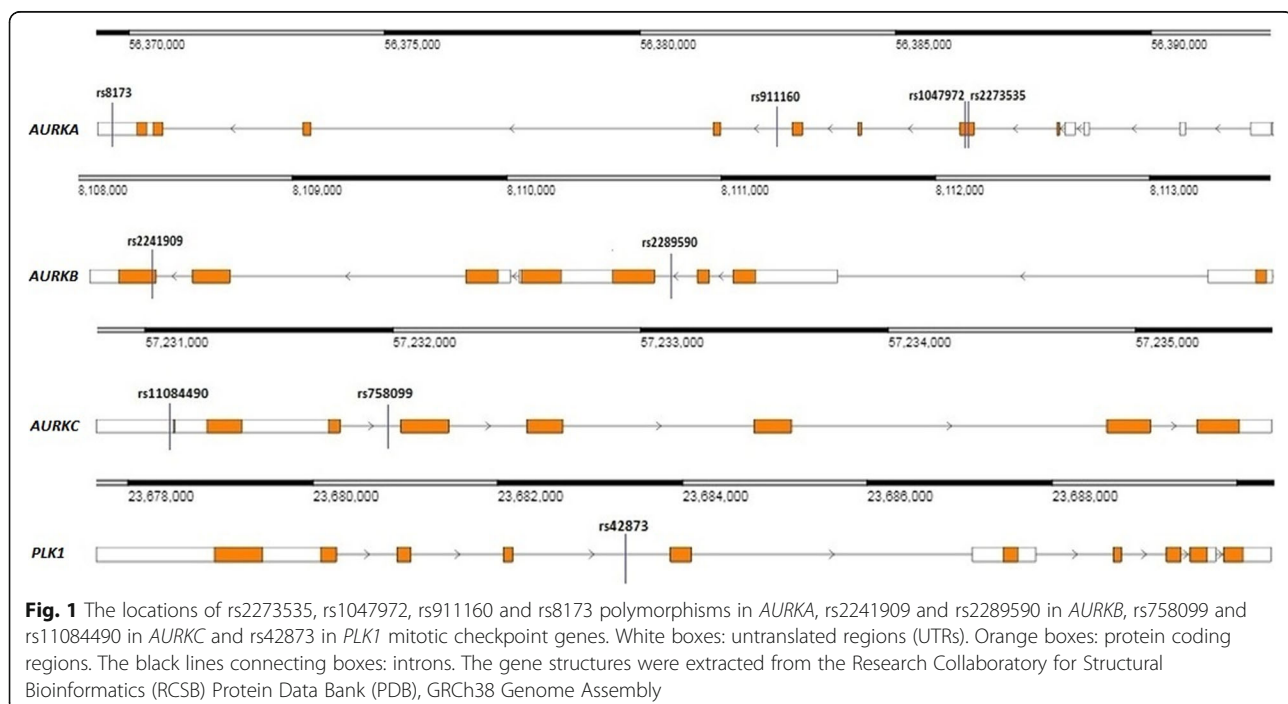 56,370,000 56,375,000 56,380,000 56,385,000 56,390,000
rs8173 rs911160 rs1047972 rs2273535
AURKA
8,108,000 8,109,000 8,110,000 8,111,000 8,112,000 8,113,000
rs2241909 rs2289590
AURKB
57,231,000 57,232,000 57,233,000 57,234,000 57,235,000
rs11084490 rs758099
AURKC
23,678,000 23,680,000 23,682,000 23,684,000 23,686,000 23,688,000
rs42873
PLK1
Fig. 1 The locations of rs2273535, rs1047972, rs911160 and rs8173 polymorphisms in AURKA, rs2241909 and rs2289590 in AURKB, rs758099 and
rs11084490 in AURKC and rs42873 in PLK1 mitotic checkpoint genes. White boxes: untranslated regions (UTRs). Orange boxes: protein coding
regions. The black lines connecting boxes: introns. The gene structures were extracted from the Research Collaboratory for Structural
Bioinformatics (RCSB) Protein Data Bank (PDB), GRCh38 Genome Assembly